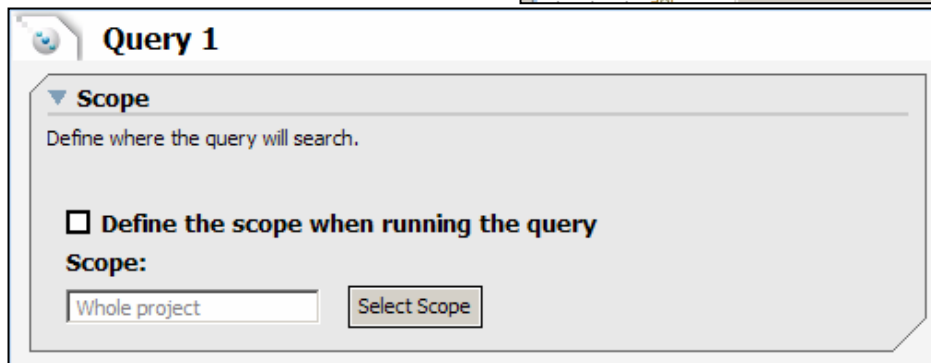 Query 1
Scope
Define where the query will search.
Define the scope when running the query
Scope:
Whole project
Select Scope